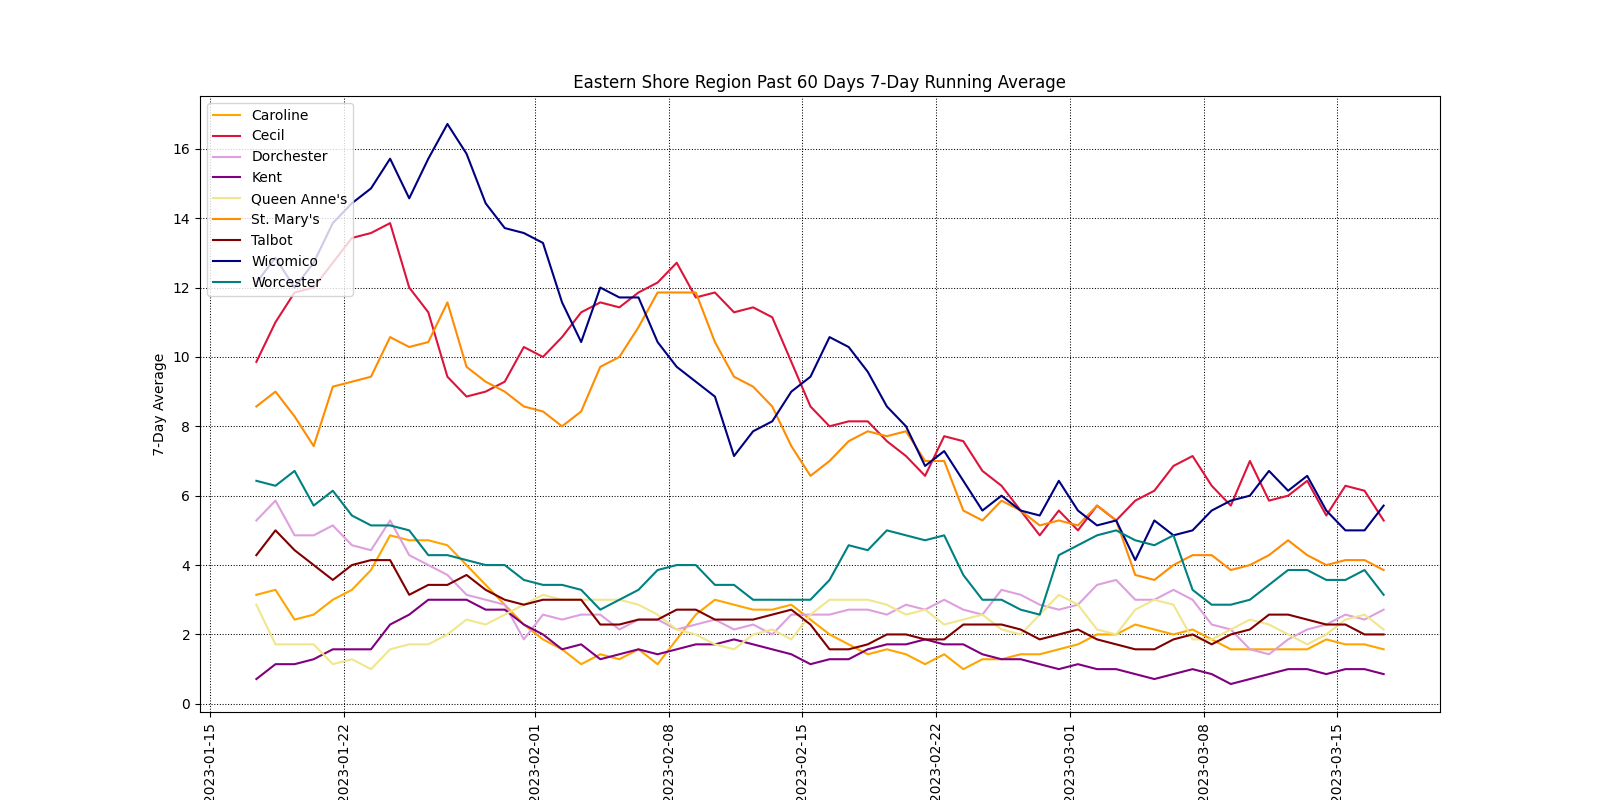 Eastern Shore Region Past 60 Days 7-Day Running Average
Caroline
Cecil
Dorchester
Kent
Queen Anne's
St. Mary's
Talbot
Wicomico
Worcester
7-Day Average
16
14
12
10
8
6
4
2
0
2023-01-15
2023-01-22
2023-02-01
2023-02-08
2023-02-15
2023-02-22
2023-03-01
2023-03-08
2023-03-15